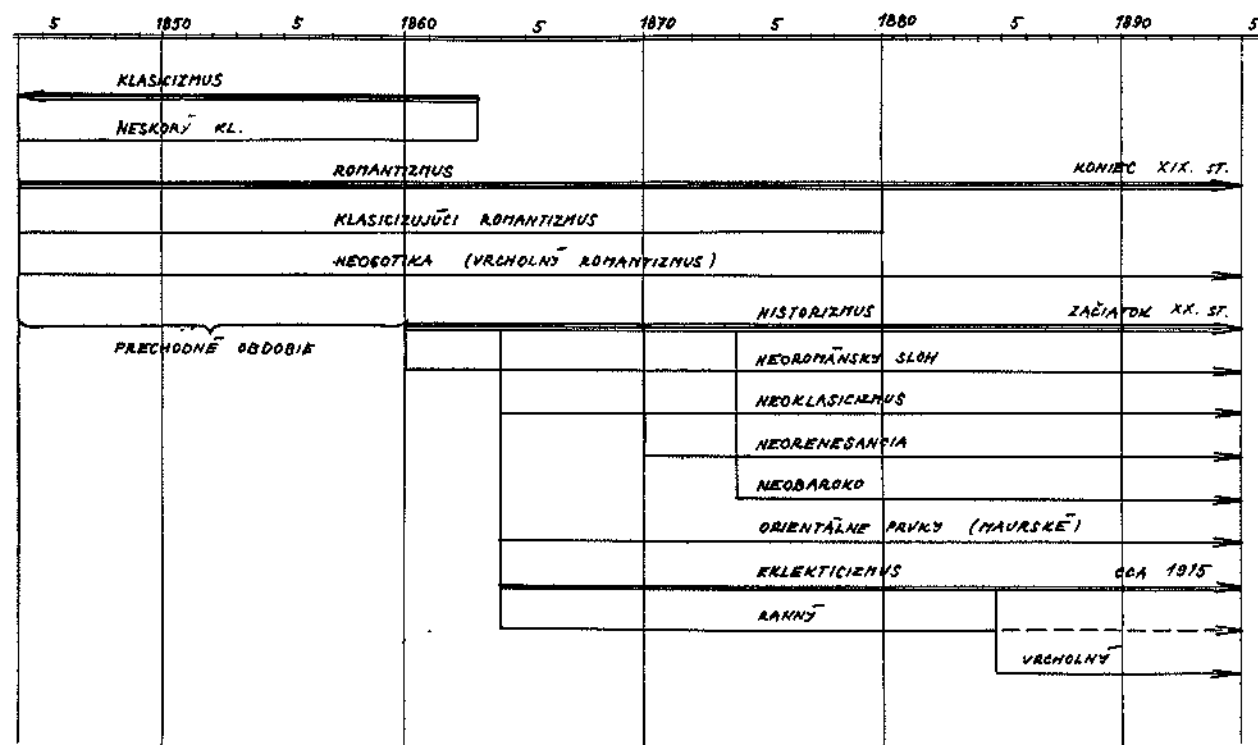 5 1850 5 1860 5 1870 5 1880 5 1890 5
KLASICIZMUS
NESKORÝ KL.
ROMANTIZMUS KONIEC XIX. ST.
KLASICIZUJÚCI ROMANTIZMUS
NEOGOTIKA (VRCHOLNÝ ROMANTIZMUS)
HISTORIZMUS ZAČIATOK XX. ST.
PRECHODNÉ OBDOBIE
NEOROMÁNSKY SLOH
NEOKLASICIZMUS
NEORENESANCIA
NEOBAROKO
ORIENTÁLNE PRVKY (MAURSKÉ)
EKLEKTICIZMUS CCA 1915
RANNÝ
VRCHOLNÝ